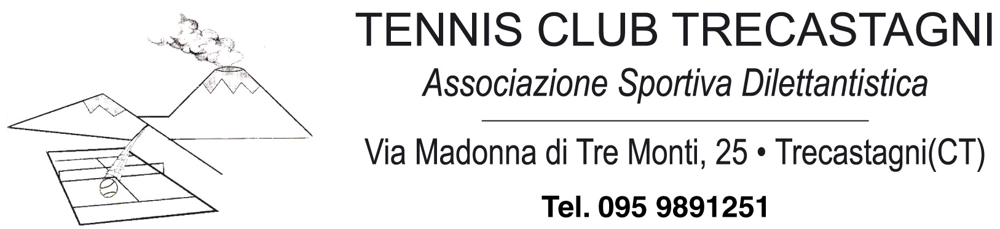 TENNIS CLUB TRECASTAGNI
Associazione Sportiva Dilettantistica
Via Madonna di Tre Monti, 25 • Trecastagni(CT)
Tel. 095 9891251